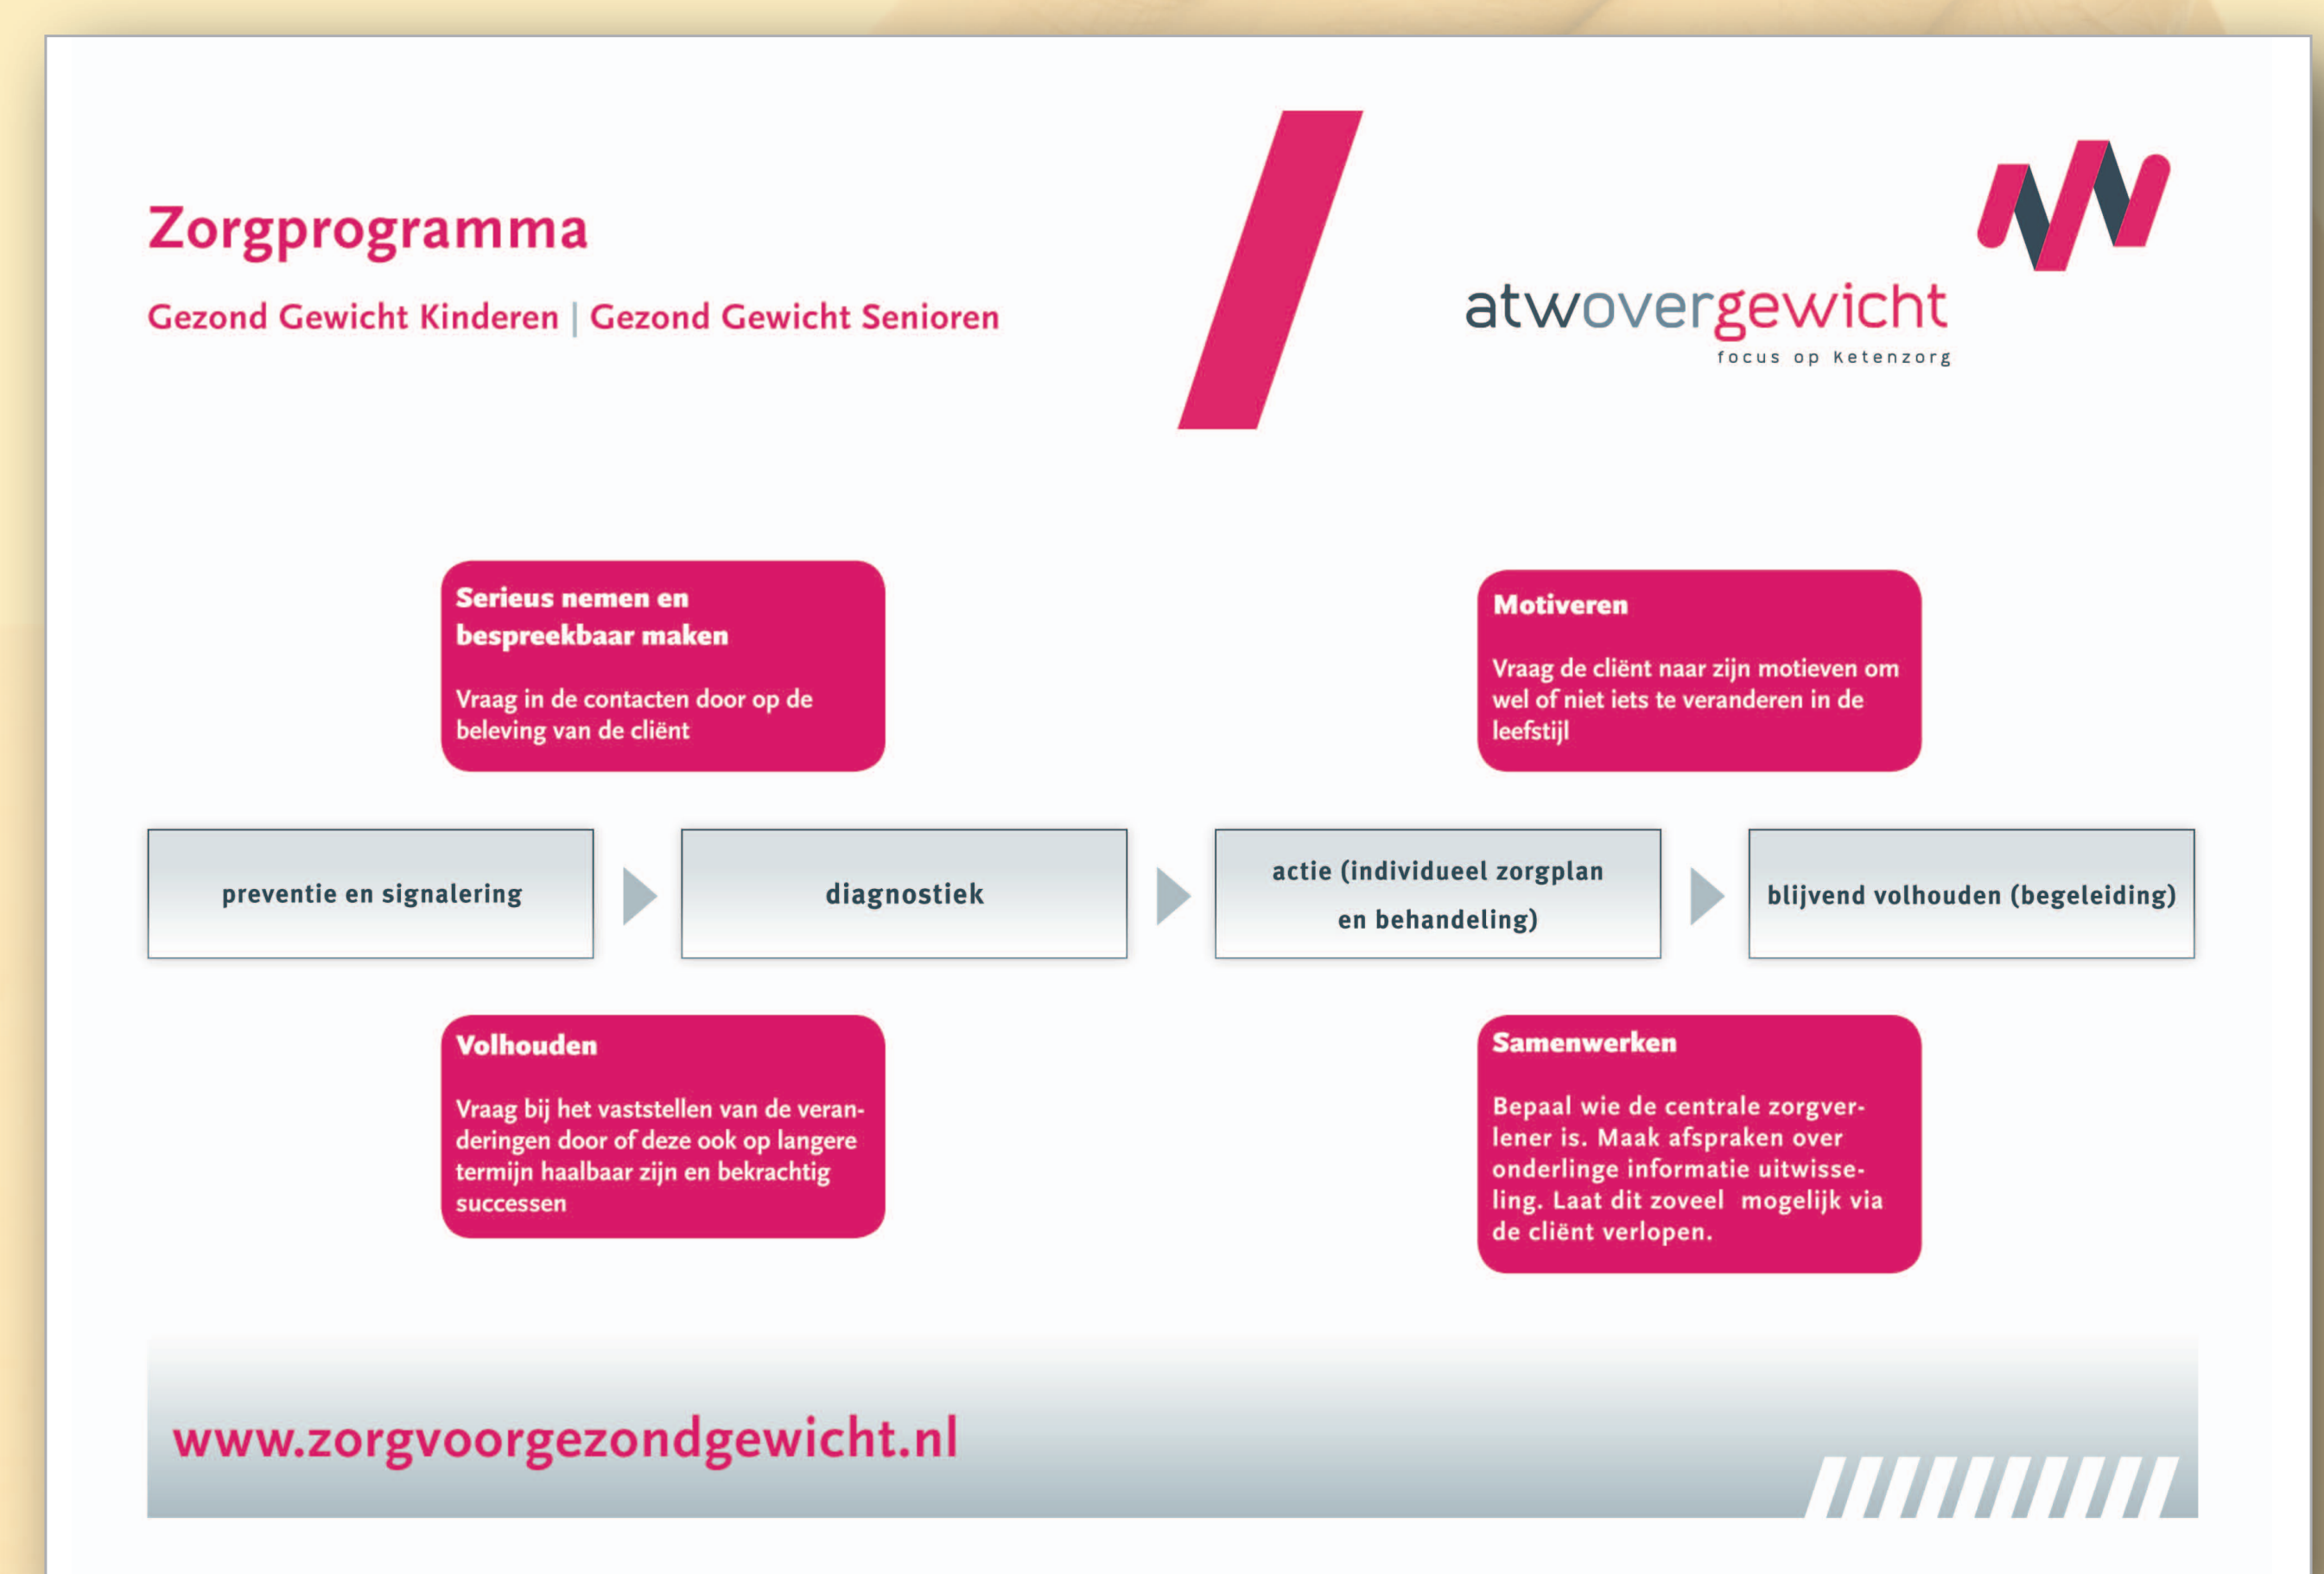 Zorgprogramma
Gezond Gewicht Kinderen | Gezond Gewicht Senioren
atwovergewicht
focus op Ketenzorg
Serieus nemen en
bespreekbaar maken
Vraag in de contacten door op de
beleving van de cliënt
Motiveren
Vraag de cliënt naar zijn motieven om
wel of niet iets te veranderen in de
leefstijl
preventie en signalering
diagnostiek
actie (individueel zorgplan
en behandeling)
blijvend volhouden (begeleiding)
Volhouden
Vraag bij het vaststellen van de veran-
deringen door of deze ook op langere
termijn haalbaar zijn en bekrachtig
successen
Samenwerken
Bepaal wie de centrale zorgver-
lener is. Maak afspraken over
onderlinge informatie uitwisse-
ling. Laat dit zoveel mogelijk via
de cliënt verlopen.
www.zorgvoorgezondgewicht.nl